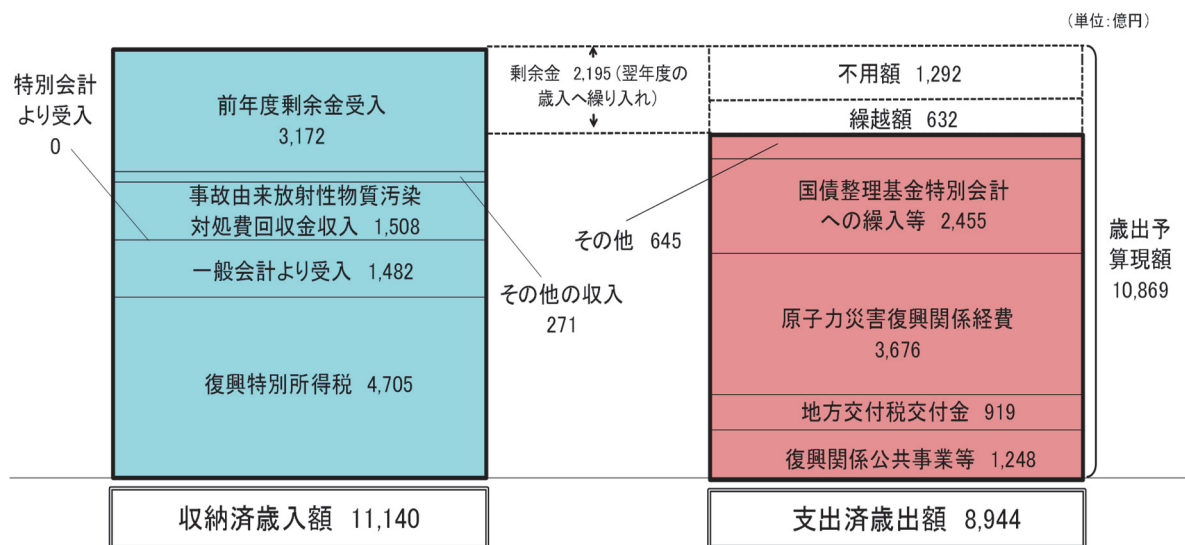 （単位：億円）
特別会計
より受入
0
前年度剰余金受入
3,172
事故由来放射性物質汚染
対処費回収金収入 1,508
一般会計より受入 1,482
復興特別所得税 4,705
その他の収入
271
収納済歳入額 11,140
剰余金 2,195（翌年度の
歳入へ繰り入れ）
不用額 1,292
繰越額 632
その他 645
国債整理基金特別会計
への繰入等 2,455
原子力災害復興関係経費
3,676
地方交付税交付金 919
復興関係公共事業等 1,248
支出済歳出額 8,944
歳出予
算現額
10,869